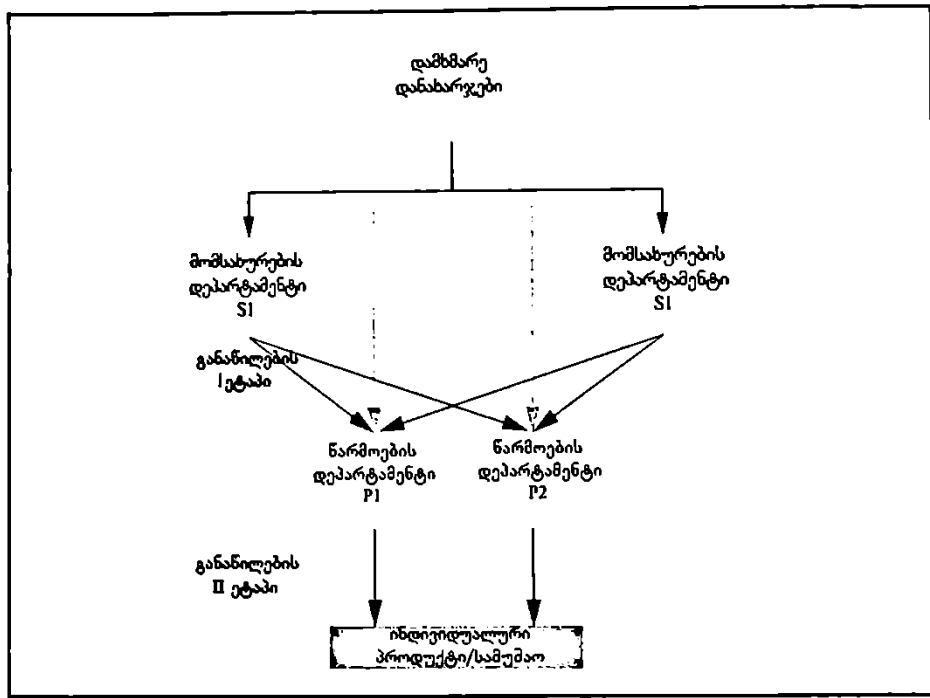 დამხმარე
დანახარჯები
მომსახურების
დეპარტამენტი
S1
მომსახურების
დეპარტამენტი
S1
განაწილების
I ეტაპი
წარმოების
დეპარტამენტი
P1
წარმოების
დეპარტამენტი
P2
განაწილების
II ეტაპი
ინდივიდუალური
პროდუქტი/სამუშაო